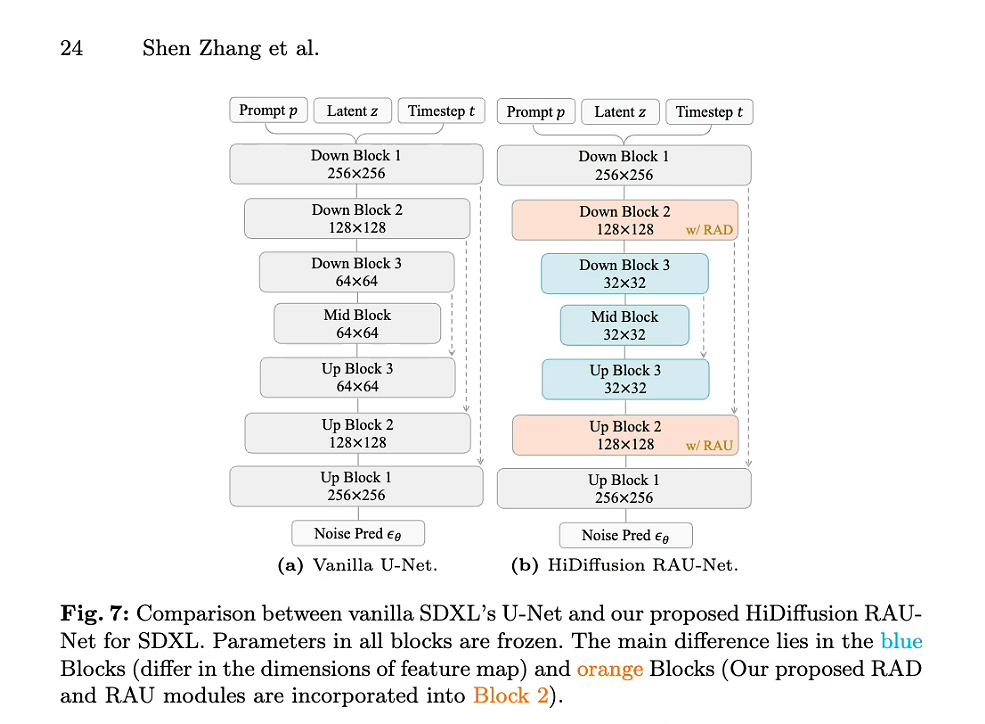 24 Shen Zhang et al.
Prompt p Latent z Timestep t
Down Block 1
256×256
Down Block 2
128×128
Down Block 3
64×64
Mid Block
64×64
Up Block 3
64×64
Up Block 2
128×128
Up Block 1
256×256
Noise Pred ϵθ
(a) Vanilla U-Net.
Prompt p Latent z Timestep t
Down Block 1
256×256
Down Block 2
128×128 w/ RAD
Down Block 3
32×32
Mid Block
32×32
Up Block 3
32×32
Up Block 2
128×128 w/ RAU
Up Block 1
256×256
Noise Pred ϵθ
(b) HiDiffusion RAU-Net.
Fig. 7: Comparison between vanilla SDXL's U-Net and our proposed HiDiffusion RAU-
Net for SDXL. Parameters in all blocks are frozen. The main difference lies in the blue
Blocks (differ in the dimensions of feature map) and orange Blocks (Our proposed RAD
and RAU modules are incorporated into Block 2).